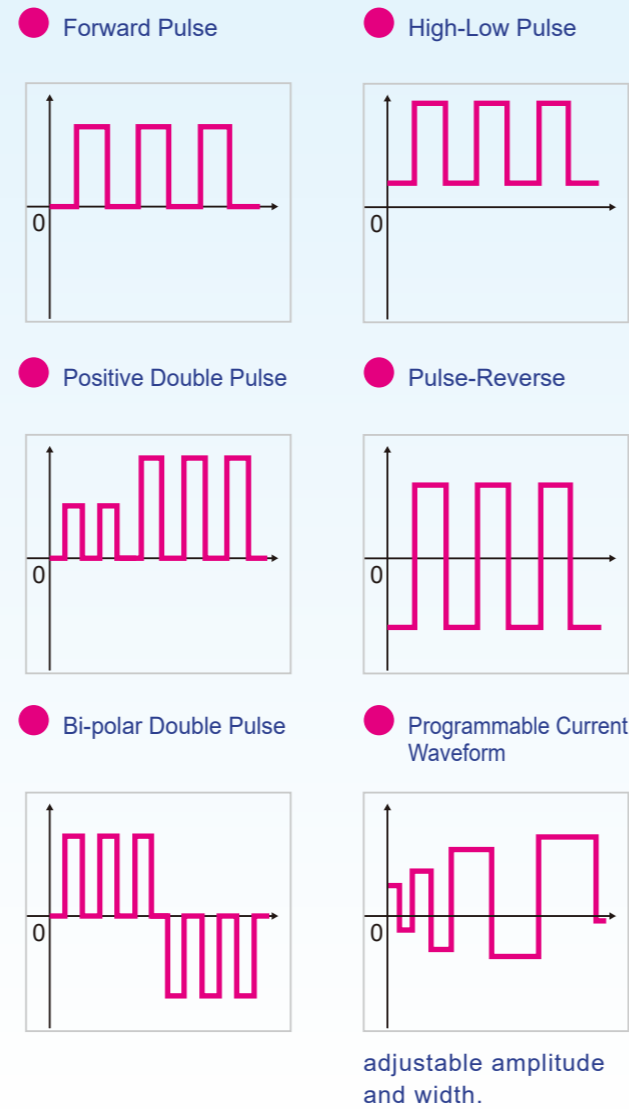 Forward Pulse
High-Low Pulse
0
0
Positive Double Pulse
Pulse-Reverse
0
0
Bi-polar Double Pulse
Programmable Current
Waveform
0
0
adjustable amplitude
and width.